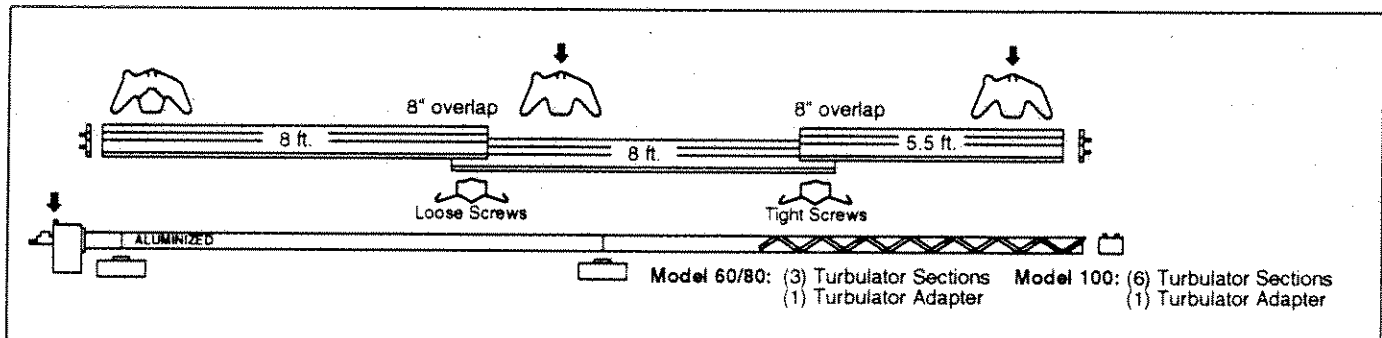 8" overlap
8" overlap
8 ft.
8 ft.
5.5 ft.
Loose Screws
Tight Screws
ALUMINIZED
Model 60/80: (3) Turbulator Sections Model 100: (6) Turbulator Sections
(1) Turbulator Adapter (1) Turbulator Adapter